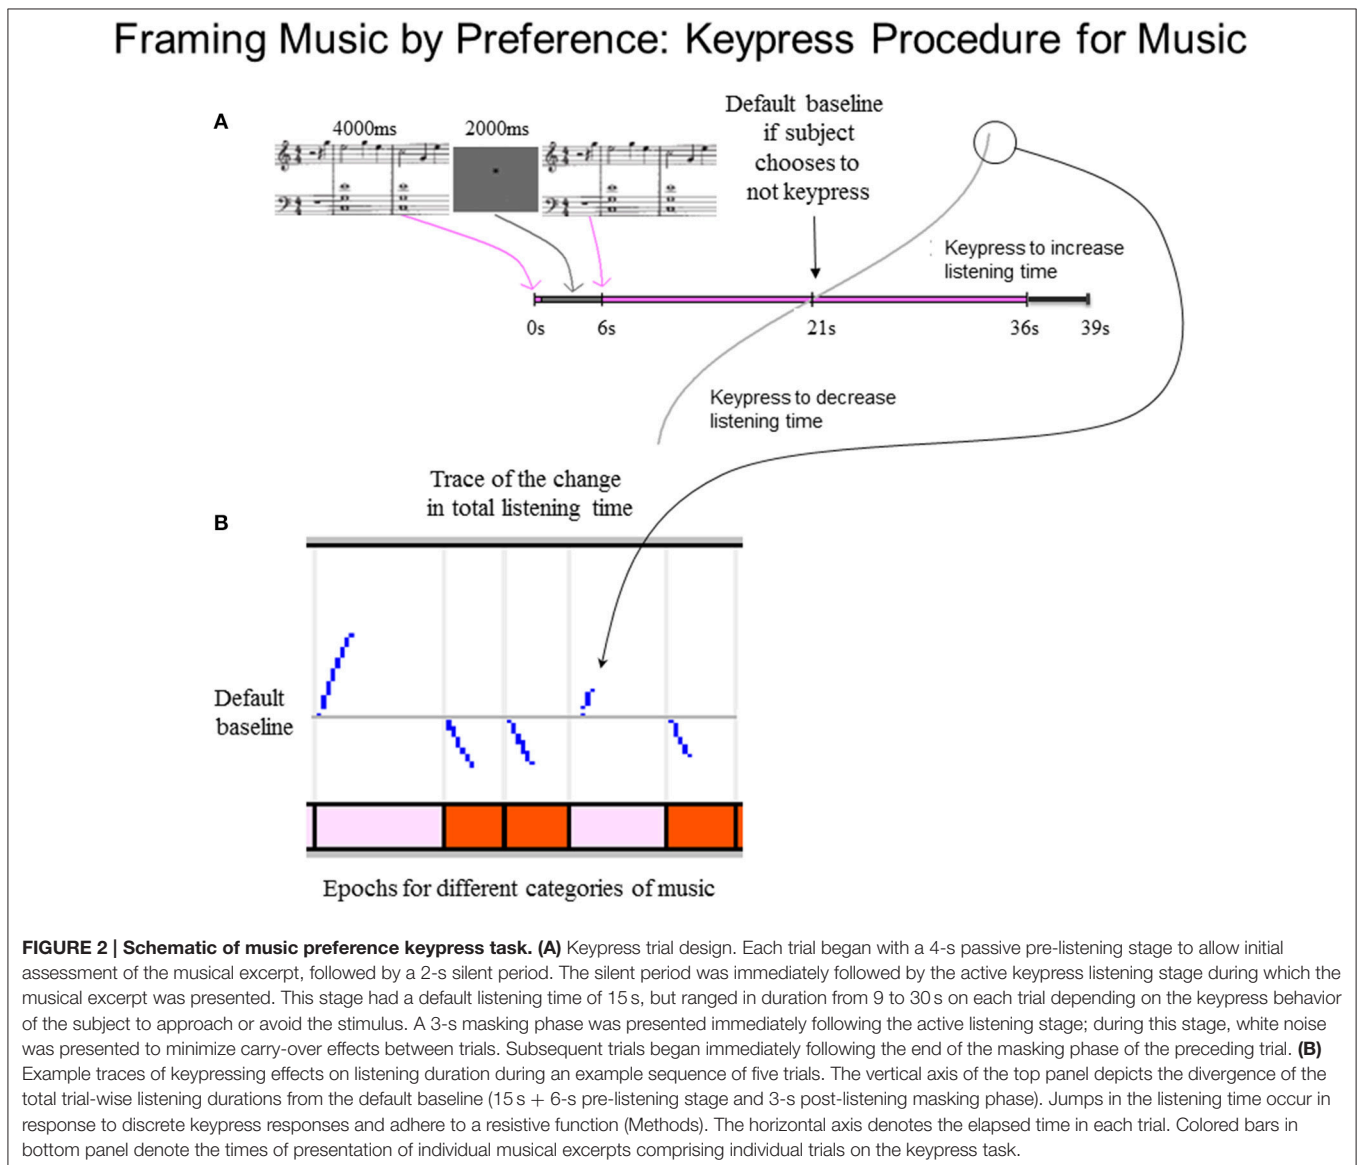 Framing Music by Preference: Keypress Procedure for Music
A
4000ms
2000ms
Default baseline
if subject
chooses to
not keypress
Keypress to increase
listening time
0s
6s
21s
36s
39s
Keypress to decrease
listening time
Trace of the change
in total listening time
B
Default
baseline
Epochs for different categories of music
FIGURE 2 | Schematic of music preference keypress task. (A) Keypress trial design. Each trial began with a 4-s passive pre-listening stage to allow initial
assessment of the musical excerpt, followed by a 2-s silent period. The silent period was immediately followed by the active keypress listening stage during which the
musical excerpt was presented. This stage had a default listening time of 15 s, but ranged in duration from 9 to 30 s on each trial depending on the keypress behavior
of the subject to approach or avoid the stimulus. A 3-s masking phase was presented immediately following the active listening stage; during this stage, white noise
was presented to minimize carry-over effects between trials. Subsequent trials began immediately following the end of the masking phase of the preceding trial. (B)
Example traces of keypressing effects on listening duration during an example sequence of five trials. The vertical axis of the top panel depicts the divergence of the
total trial-wise listening durations from the default baseline (15 s + 6-s pre-listening stage and 3-s post-listening masking phase). Jumps in the listening time occur in
response to discrete keypress responses and adhere to a resistive function (Methods). The horizontal axis denotes the elapsed time in each trial. Colored bars in
bottom panel denote the times of presentation of individual musical excerpts comprising individual trials on the keypress task.